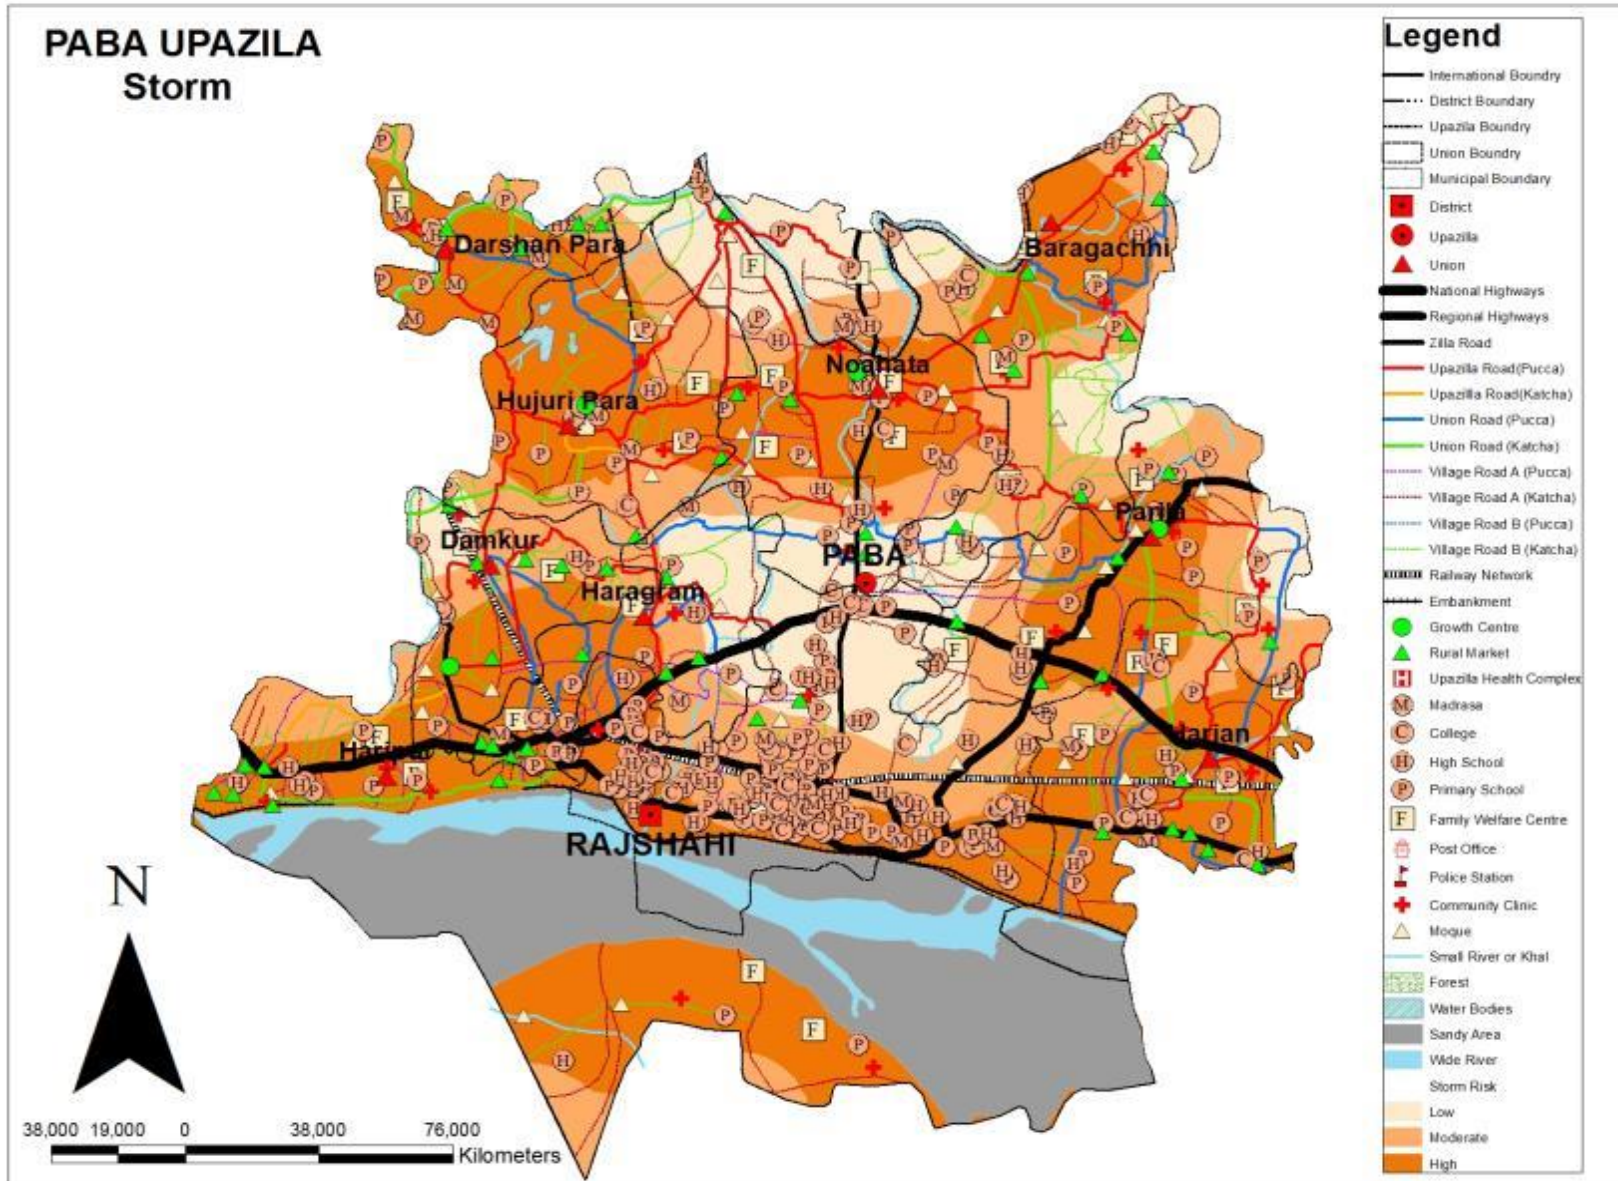 PABA UPAZILA
Storm
Legend
International Boundry
District Boundary
Upazila Boundry
Union Boundry
Municipal Boundary
District
Upazilla
Union
National Highways
Regional Highways
Zilla Road
Upazila Road(Pucca)
Upazilla Road(Katcha)
Union Road (Pucca)
Union Road (Katcha)
Village Road A (Pucca)
Village Road A (Katcha)
Village Road B (Pucca)
Village Road B (Katcha)
Railway Network
Embankment
Growth Centre
Rural Market
Upazilla Health Complex
M Madrasa
C College
H High School
P Primary School
F Family Welfare Centre
Post Office
Police Station
Community Clinic
Moque
Small River or Khal
Forest
Water Bodies
Sandy Area
Wide River
Storm Risk
Low
Moderate
High
Darshan Para
Baragachhi
Noahata
Hujuri Para
Parila
Damkur
PABA
Haragram
Haripur
Harian
RAJSHAHI
N
38,000 19,000 0 38,000 76,000
Kilometers